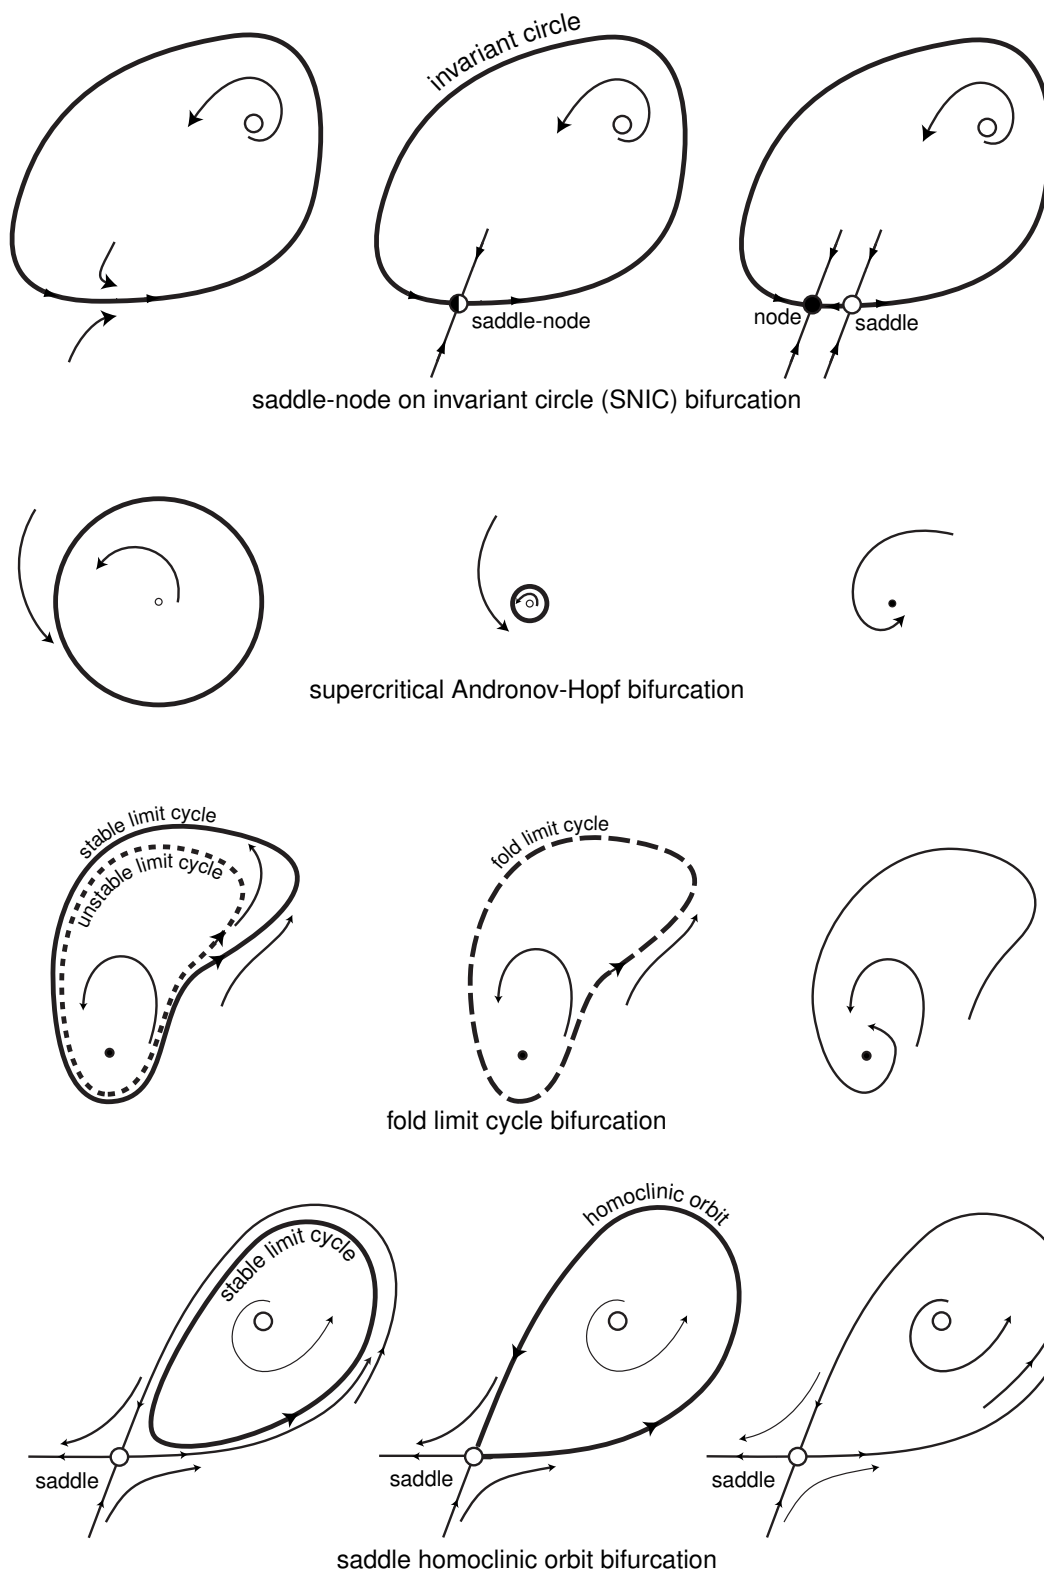 invariant circle
saddle-node
node
saddle
saddle-node on invariant circle (SNIC) bifurcation
supercritical Andronov-Hopf bifurcation
stable limit cycle
unstable limit cycle
fold limit cycle
fold limit cycle bifurcation
stable limit cycle
homoclinic orbit
saddle
saddle
saddle
saddle homoclinic orbit bifurcation